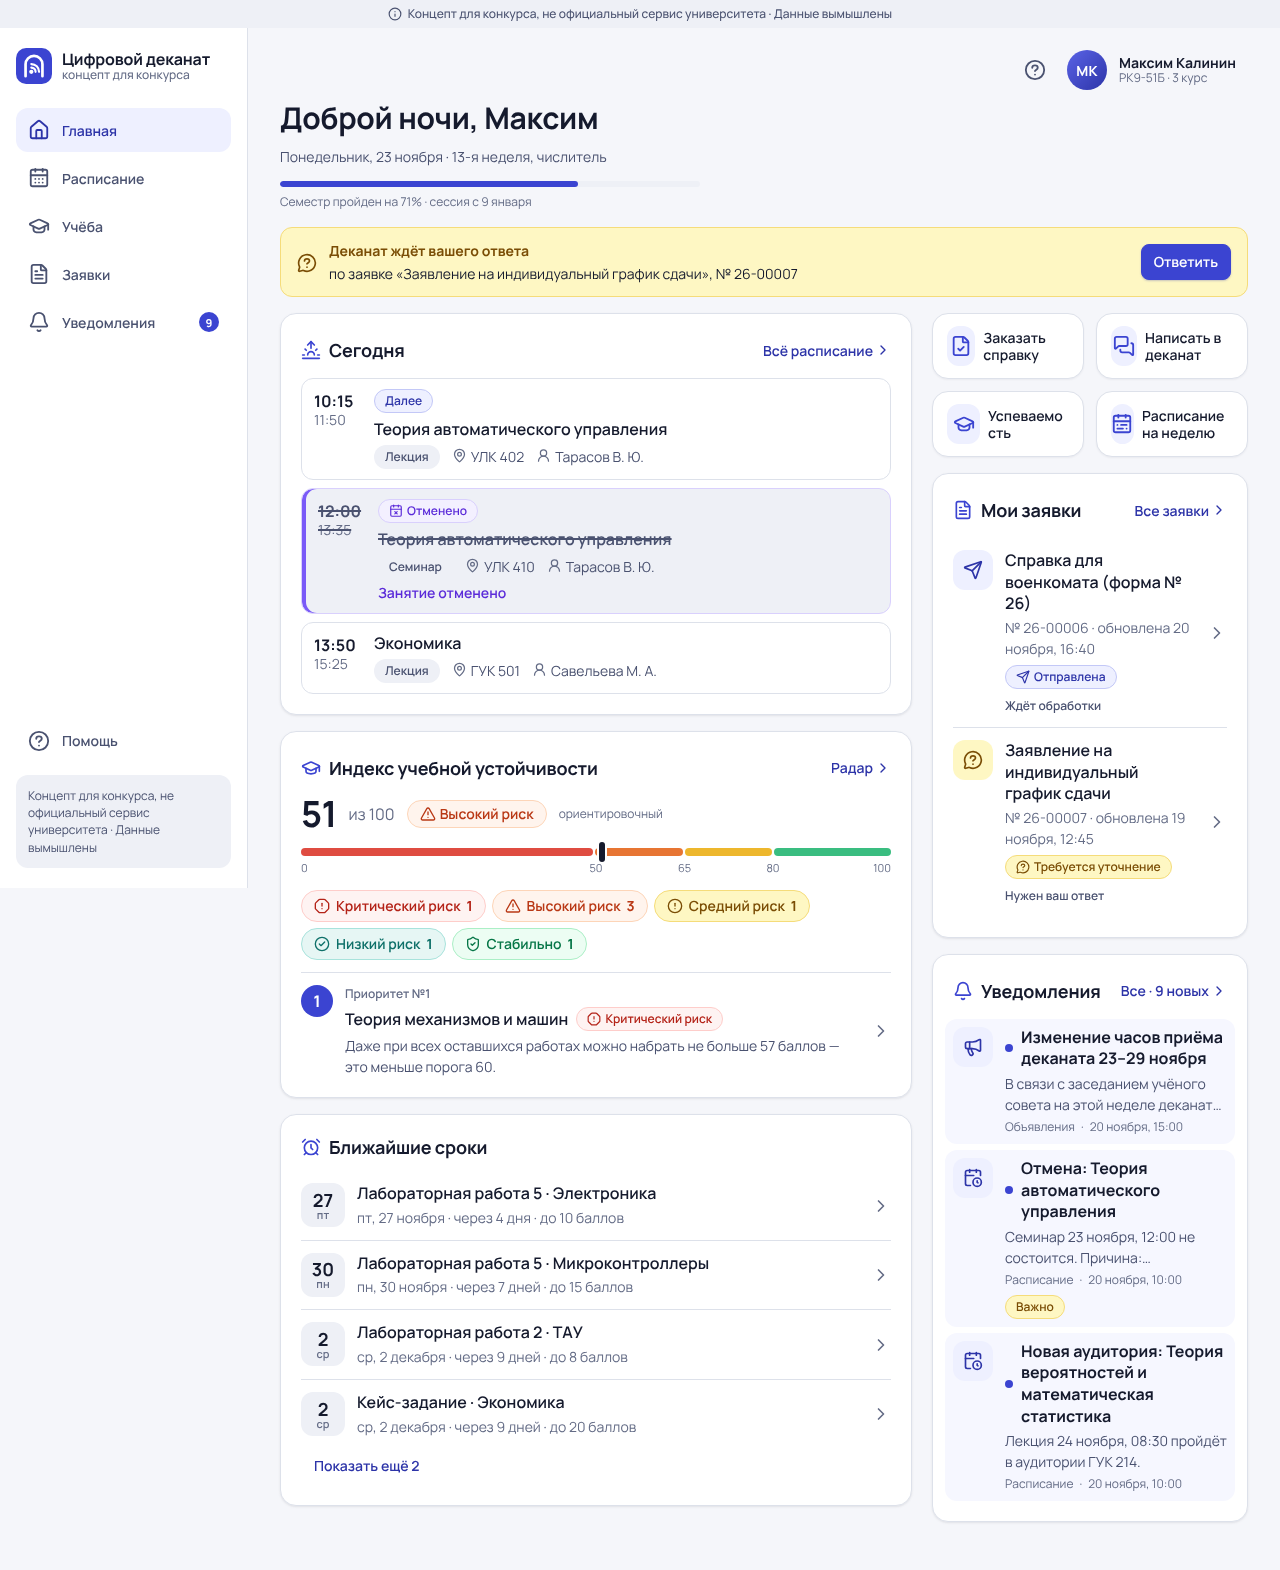 Концепт для конкурса, не официальный сервис университета · Данные вымышлены
Цифровой деканат
концепт для конкурса
Главная
Расписание
Учёба
Заявки
Уведомления 9
Помощь
Концепт для конкурса, не
официальный сервис
университета · Данные
вымышлены
МК
Максим Калинин
РК9-51Б · 3 курс
Доброй ночи, Максим
Понедельник, 23 ноября · 13-я неделя, числитель
Семестр пройден на 71% · сессия с 9 января
Деканат ждёт вашего ответа
по заявке «Заявление на индивидуальный график сдачи», № 26-00007
Ответить
Сегодня
Всё расписание
10:15
11:50
Далее
Теория автоматического управления
Лекция УЛК 402 Тарасов В. Ю.
12:00
13:35
Отменено
Теория автоматического управления
Семинар УЛК 410 Тарасов В. Ю.
Занятие отменено
13:50
15:25
Экономика
Лекция ГУК 501 Савельева М. А.
Индекс учебной устойчивости
Радар
51 из 100 Высокий риск ориентировочный
0 50 65 80 100
Критический риск 1 Высокий риск 3 Средний риск 1
Низкий риск 1 Стабильно 1
1
Приоритет №1
Теория механизмов и машин Критический риск
Даже при всех оставшихся работах можно набрать не больше 57 баллов —
это меньше порога 60.
Ближайшие сроки
27
пт
Лабораторная работа 5 · Электроника
пт, 27 ноября · через 4 дня · до 10 баллов
30
пн
Лабораторная работа 5 · Микроконтроллеры
пн, 30 ноября · через 7 дней · до 15 баллов
2
ср
Лабораторная работа 2 · ТАУ
ср, 2 декабря · через 9 дней · до 8 баллов
2
ср
Кейс-задание · Экономика
ср, 2 декабря · через 9 дней · до 20 баллов
Показать ещё 2
Заказать
справку
Написать в
деканат
Успеваемо
сть
Расписание
на неделю
Мои заявки
Все заявки
Справка для
военкомата (форма №
26)
№ 26-00006 · обновлена 20
ноября, 16:40
Отправлена
Ждёт обработки
Заявление на
индивидуальный
график сдачи
№ 26-00007 · обновлена 19
ноября, 12:45
Требуется уточнение
Нужен ваш ответ
Уведомления
Все · 9 новых
Изменение часов приёма
деканата 23–29 ноября
В связи с заседанием учёного
совета на этой неделе деканат…
Объявления · 20 ноября, 15:00
Отмена: Теория
автоматического
управления
Семинар 23 ноября, 12:00 не
состоится. Причина:…
Расписание · 20 ноября, 10:00
Важно
Новая аудитория: Теория
вероятностей и
математическая
статистика
Лекция 24 ноября, 08:30 пройдёт
в аудитории ГУК 214.
Расписание · 20 ноября, 10:00